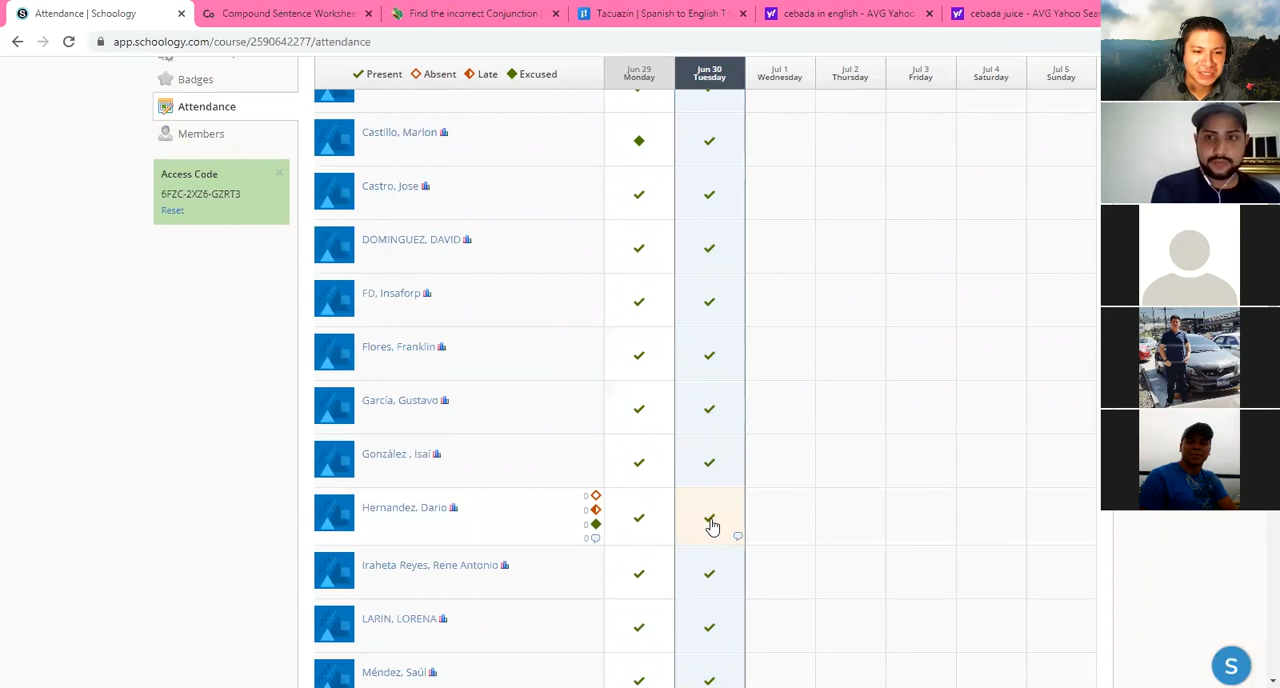 Attendance | Schoology
Compound Sentence Workshee
Find the incorrect Conjunction |
Tacuazín | Spanish to English Tr
cebada in english - AVG Yahoo
cebada juice - AVG Yahoo Sea
app.schoology.com/course/2590642277/attendance
Badges
Attendance
Members
Access Code
6FZC-2XZ6-GZRT3
Reset
Present Absent Late Excused
Jun 29 Monday
Jun 30 Tuesday
Jul 1 Wednesday
Jul 2 Thursday
Jul 3 Friday
Jul 4 Saturday
Jul 5 Sunday
Castillo, Marlon
Castro, Jose
DOMINGUEZ, DAVID
FD, Insaforp
Flores, Franklin
García, Gustavo
González , Isaí
Hernandez, Dario
0
0
0
0
Iraheta Reyes, Rene Antonio
LARIN, LORENA
Méndez, Saúl
S